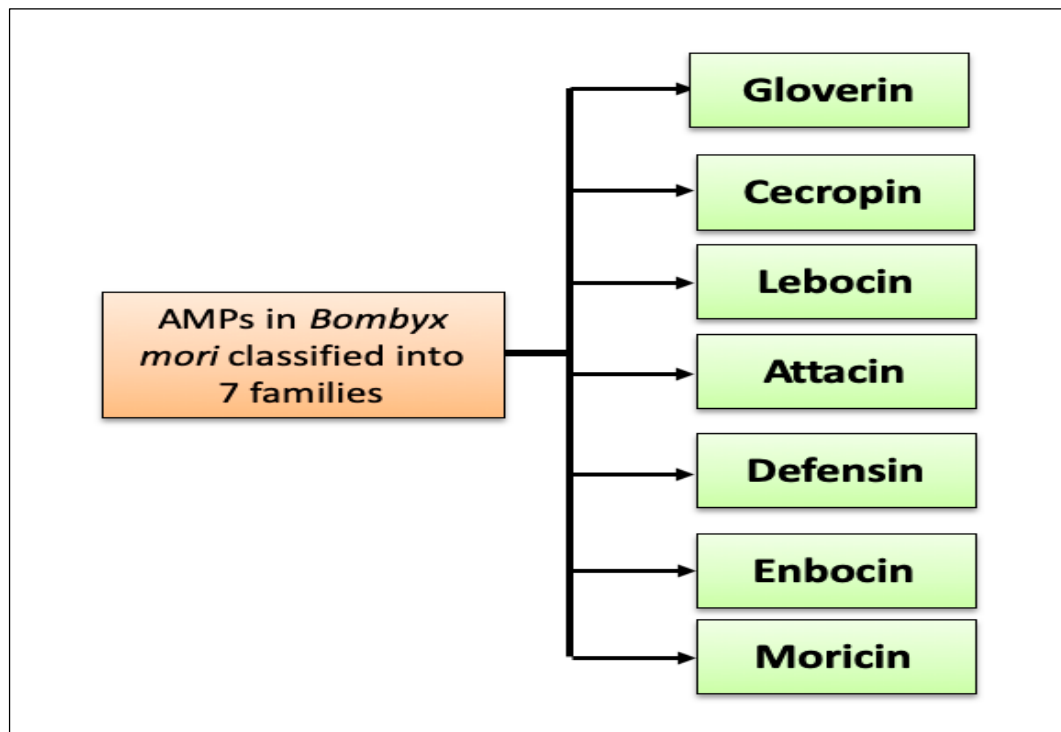 Gloverin
Cecropin
Lebocin
AMPs in Bombyx
mori classified into
7 families
Attacin
Defensin
Enbocin
Moricin